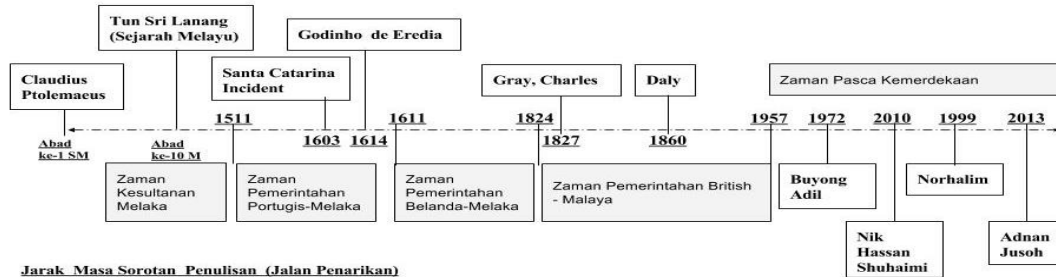 Tun Sri Lanang
(Sejarah Melayu)
Godinho de Eredia
Claudius
Ptolemaeus
Santa Catarina
Incident
Gray, Charles
Daly
Zaman Pasca Kemerdekaan
1511
1611
1824
1957
1972
2010
1999
2013
Abad
ke-1 SM
Abad
ke-10 M
1603
1614
1827
1860
Zaman
Kesultanan
Melaka
Zaman
Pemerintahan
Portugis-Melaka
Zaman
Pemerintahan
Belanda-Melaka
Zaman Pemerintahan British
- Malaya
Buyong
Adil
Norhalim
Nik
Hassan
Shuhaimi
Adnan
Jusoh
Jarak Masa Sorotan Penulisan (Jalan Penarikan)